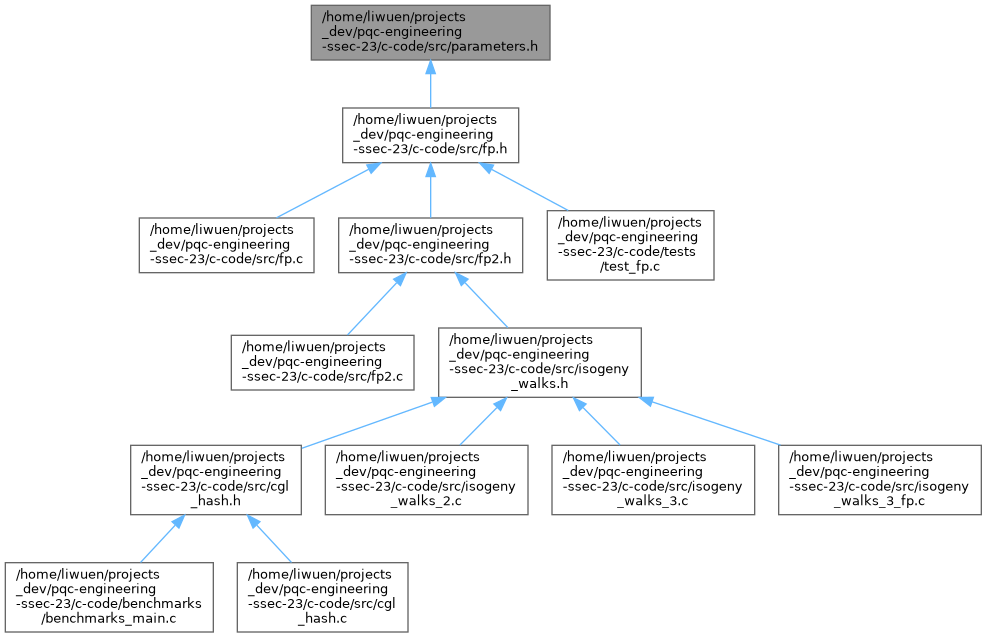 /home/liwuen/projects
_dev/pqc-engineering
-ssec-23/c-code/src/parameters.h
/home/liwuen/projects
_dev/pqc-engineering
-ssec-23/c-code/src/fp.h
/home/liwuen/projects
_dev/pqc-engineering
-ssec-23/c-code/src/fp.c
/home/liwuen/projects
_dev/pqc-engineering
-ssec-23/c-code/src/fp2.h
/home/liwuen/projects
_dev/pqc-engineering
-ssec-23/c-code/tests
/test_fp.c
/home/liwuen/projects
_dev/pqc-engineering
-ssec-23/c-code/src/fp2.c
/home/liwuen/projects
_dev/pqc-engineering
-ssec-23/c-code/src/isogeny
_walks.h
/home/liwuen/projects
_dev/pqc-engineering
-ssec-23/c-code/src/cgl
_hash.h
/home/liwuen/projects
_dev/pqc-engineering
-ssec-23/c-code/src/isogeny
_walks_2.c
/home/liwuen/projects
_dev/pqc-engineering
-ssec-23/c-code/src/isogeny
_walks_3.c
/home/liwuen/projects
_dev/pqc-engineering
-ssec-23/c-code/src/isogeny
_walks_3_fp.c
/home/liwuen/projects
_dev/pqc-engineering
-ssec-23/c-code/benchmarks
/benchmarks_main.c
/home/liwuen/projects
_dev/pqc-engineering
-ssec-23/c-code/src/cgl
_hash.c